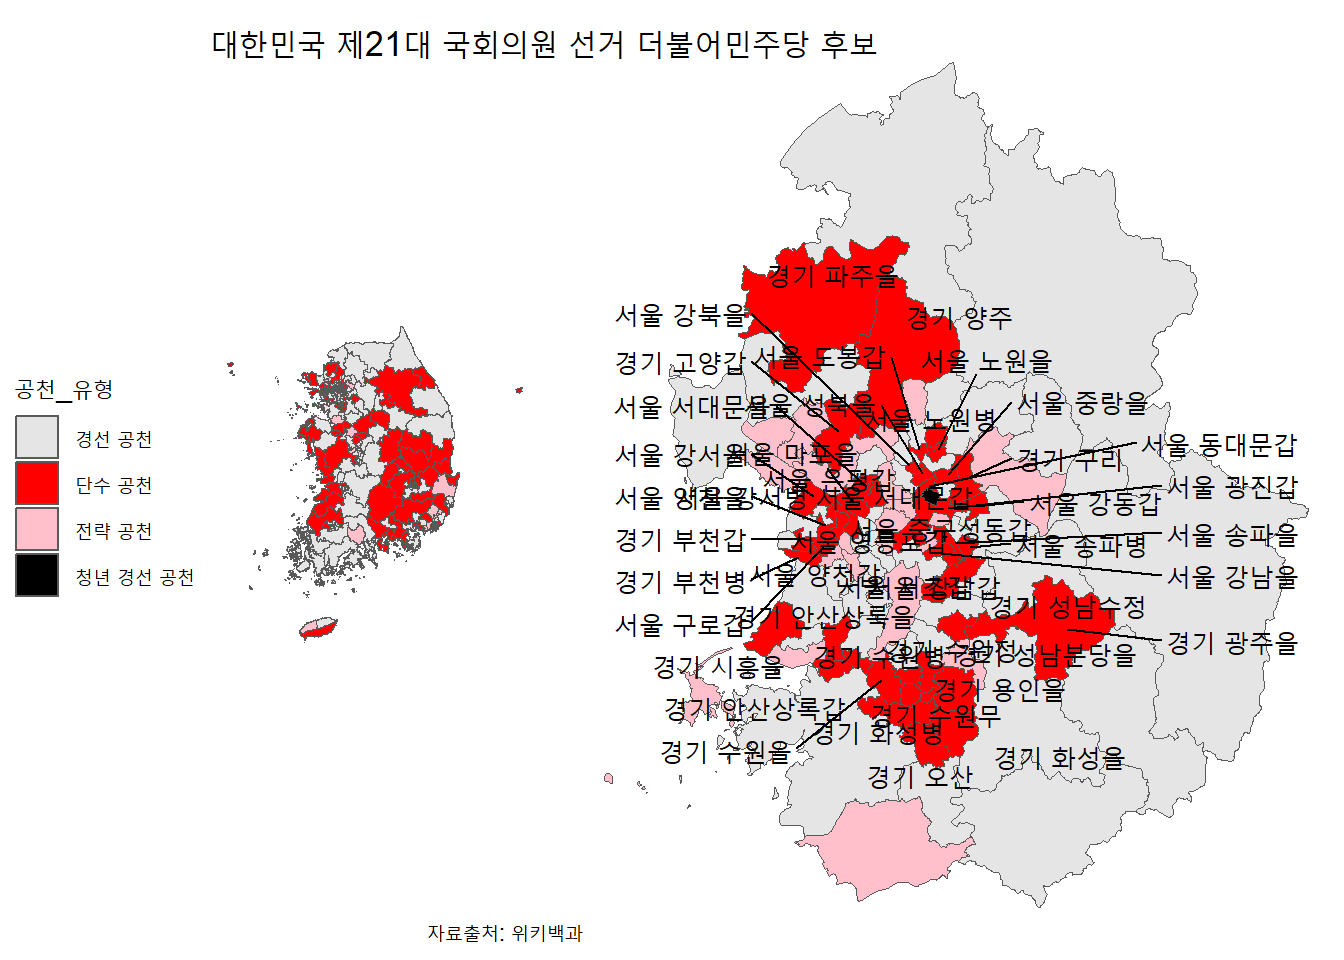 대한민국 제21대 국회의원 선거 더불어민주당 후보
공천_유형
경선 공천
단수 공천
전략 공천
청년 경선 공천
경기 파주을
서울 강북을
경기 양주
경기 고양갑
서울 도봉갑
서울 노원을
서울 서대문을
서울 성북을
서울 노원병
서울 중랑을
서울 동대문갑
서울 강서을
서울 마포을
경기 구리
서울 은평갑
서울 광진갑
서울 양천을
서울 강서병
서울 서대문갑
서울 강동갑
서울 중구성동갑
서울 송파을
경기 부천갑
서울 송파병
경기 부천병
서울 양천갑
서울 강남을
경기 성남수정
서울 구로갑
경기 안산상록을
경기 광주을
경기 시흥을
경기 수원병
경기 수원정
경기 성남분당을
경기 용인을
경기 안산상록갑
경기 수원무
경기 화성병
경기 수원을
경기 화성을
경기 오산
자료출처: 위키백과